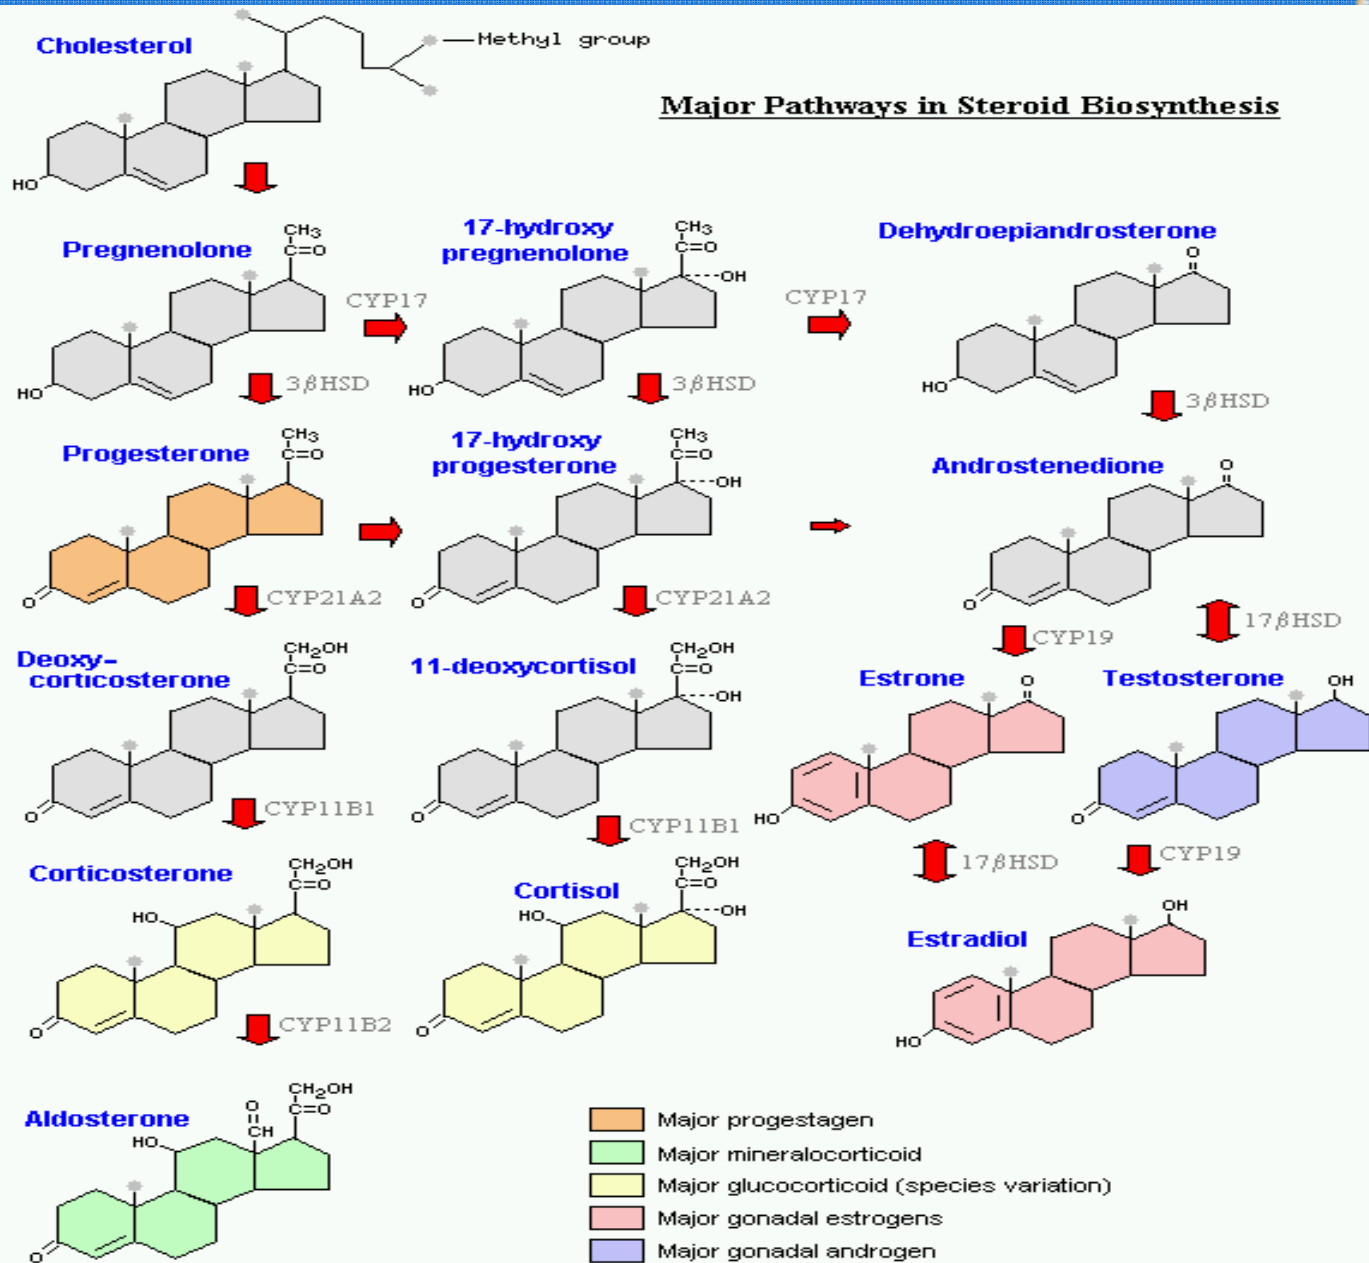 Cholesterol
Methyl group
Major Pathways in Steroid Biosynthesis
HO
Pregnenolone
CH3
C=O
HO
CYP17
17-hydroxy
pregnenolone
CH3
C=O
OH
HO
CYP17
Dehydroepiandrosterone
O
HO
3βHSD
3βHSD
3βHSD
Progesterone
CH3
C=O
O
17-hydroxy
progesterone
CH3
C=O
OH
O
Androstenedione
O
O
CYP21A2
CYP21A2
CYP19
17βHSD
Deoxy-
corticosterone
CH2OH
C=O
O
11-deoxycortisol
CH2OH
C=O
OH
O
Estrone
O
HO
Testosterone
OH
O
CYP11B1
CYP11B1
17βHSD
CYP19
Corticosterone
CH2OH
C=O
HO
O
Cortisol
CH2OH
C=O
HO
OH
O
Estradiol
OH
HO
CYP11B2
Aldosterone
CH2OH
C=O
O
CH
HO
O
Major progestagen
Major mineralocorticoid
Major glucocorticoid (species variation)
Major gonadal estrogens
Major gonadal androgen